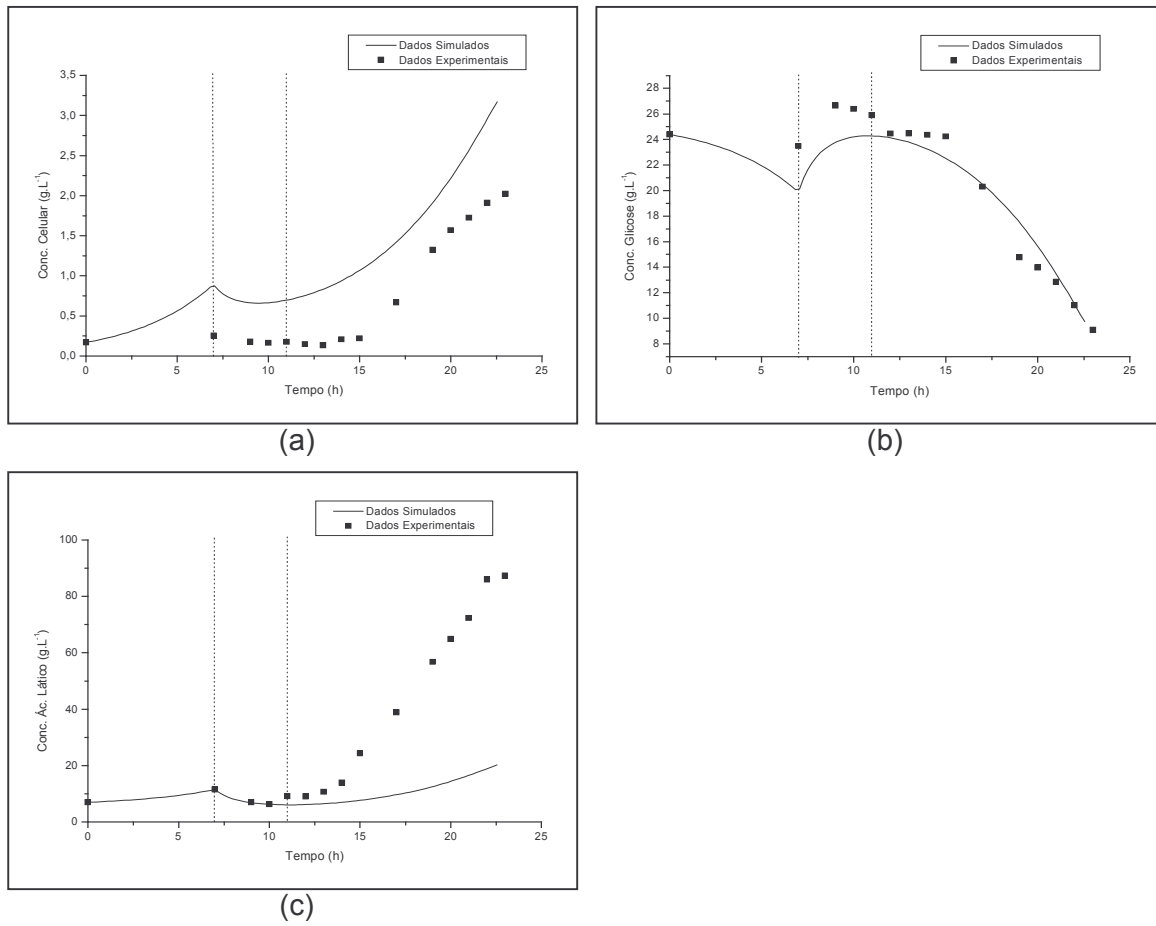 Dados Simulados
Dados Experimentais
3,5
3,0
2,5
2,0
1,5
1,0
0,5
0,0
Conc. Celular (g.L⁻¹)
0 5 10 15 20 25
Tempo (h)
(a)
Dados Simulados
Dados Experimentais
28
26
24
22
20
18
16
14
12
10
8
Conc. Glicose (g.L⁻¹)
0 5 10 15 20 25
Tempo (h)
(b)
Dados Simulados
Dados Experimentais
100
80
60
40
20
0
Conc. Ác. Lático (g.L⁻¹)
0 5 10 15 20 25
Tempo (h)
(c)